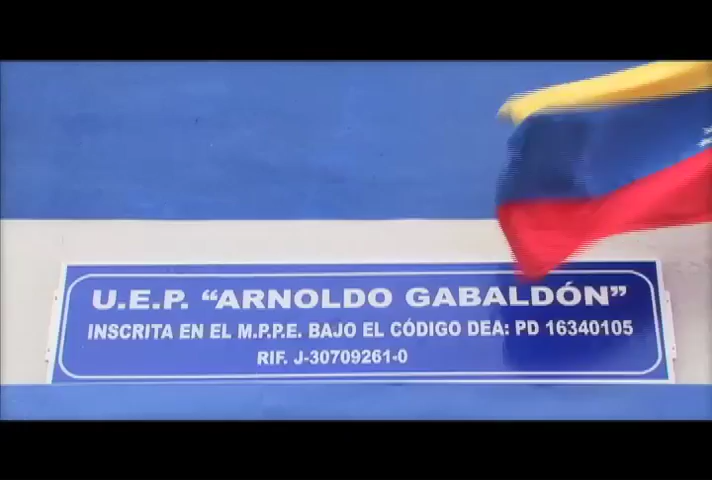 U.E.P. “ARNOLDO GABALDÓN”
INSCRITA EN EL M.P.P.E. BAJO EL CÓDIGO DEA: PD 16340105
RIF. J-30709261-0